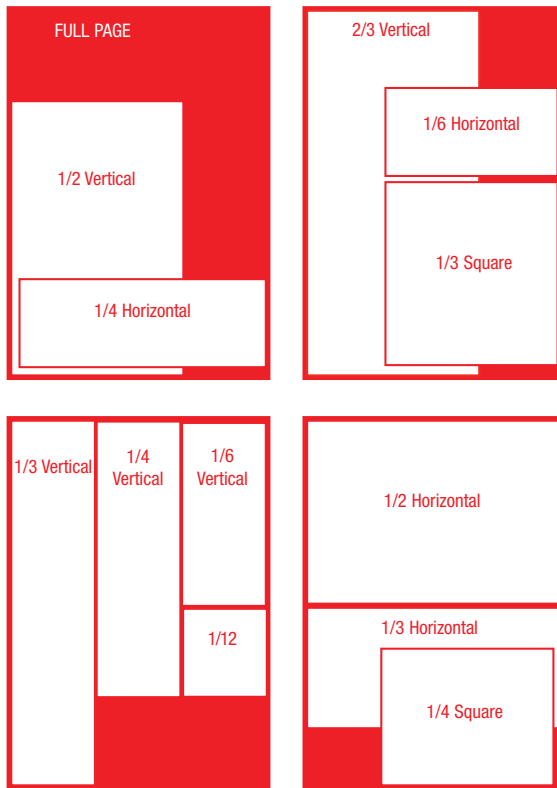 FULL PAGE
1/2 Vertical
1/4 Horizontal
2/3 Vertical
1/6 Horizontal
1/3 Square
1/3 Vertical
1/4
Vertical
1/6
Vertical
1/12
1/2 Horizontal
1/3 Horizontal
1/4 Square